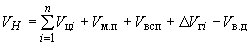 V_H = \sum_{i=1}^{n} V_{цi} + V_{м.п} + V_{всп} + \Delta V_{гi} − V_{в.д}